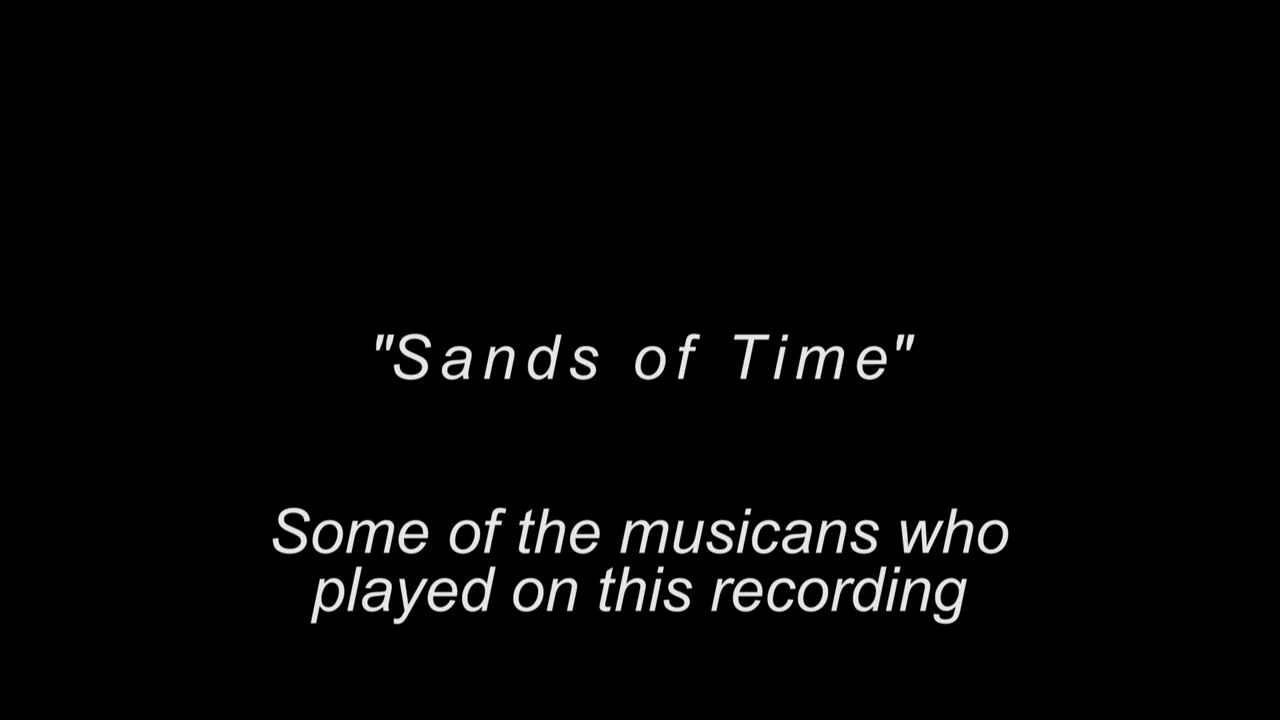 "Sands of Time"
Some of the musicans who
played on this recording